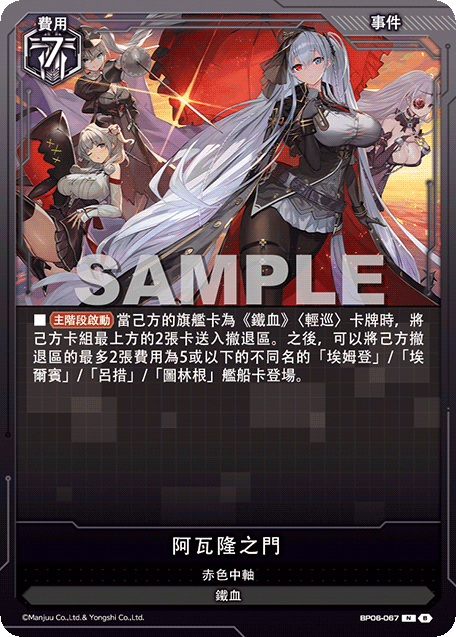 費用
7
事件
SAMPLE
■ 主階段啟動 當己方的旗艦卡為《鐵血》〈輕巡〉卡牌時，將
己方卡組最上方的2張卡送入撤退區。之後，可以將己方撤
退區的最多2張費用為5或以下的不同名的「埃姆登」/「埃
爾賓」/「呂措」/「圖林根」艦船卡登場。
阿瓦隆之門
赤色中軸
鐵血
©Manjuu Co.,Ltd.& Yongshi Co.,Ltd.
BP06-067 N B